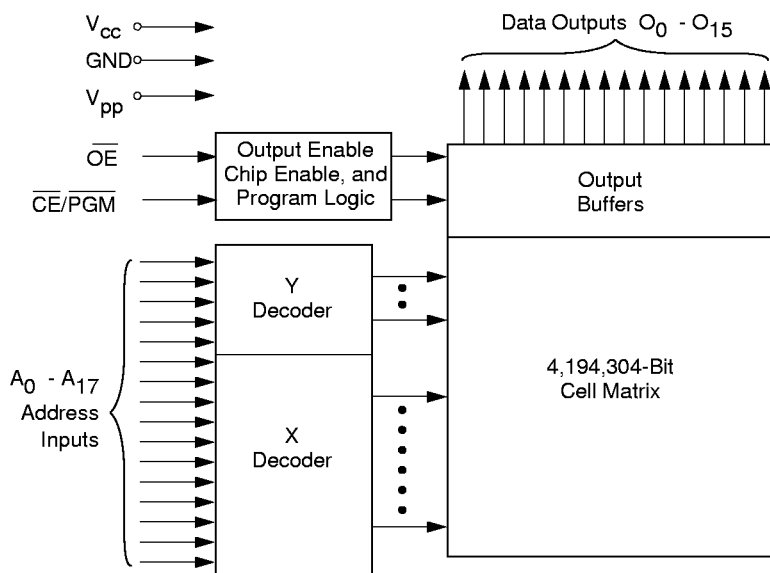 Vcc
GND
Vpp
OE
CE/PGM
Output Enable
Chip Enable, and
Program Logic
Data Outputs O0 - O15
Output
Buffers
Y
Decoder
X
Decoder
A0 - A17
Address
Inputs
4,194,304-Bit
Cell Matrix